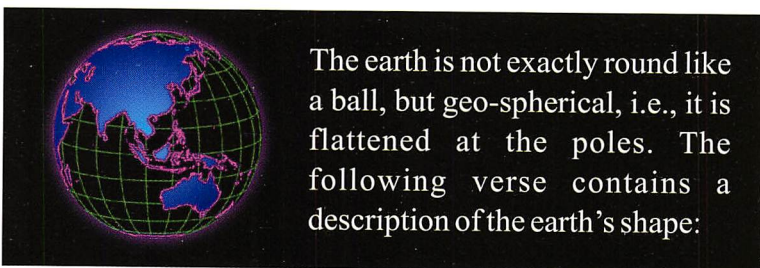 The earth is not exactly round like
a ball, but geo-spherical, i.e., it is
flattened at the poles. The
following verse contains a
description of the earth's shape: